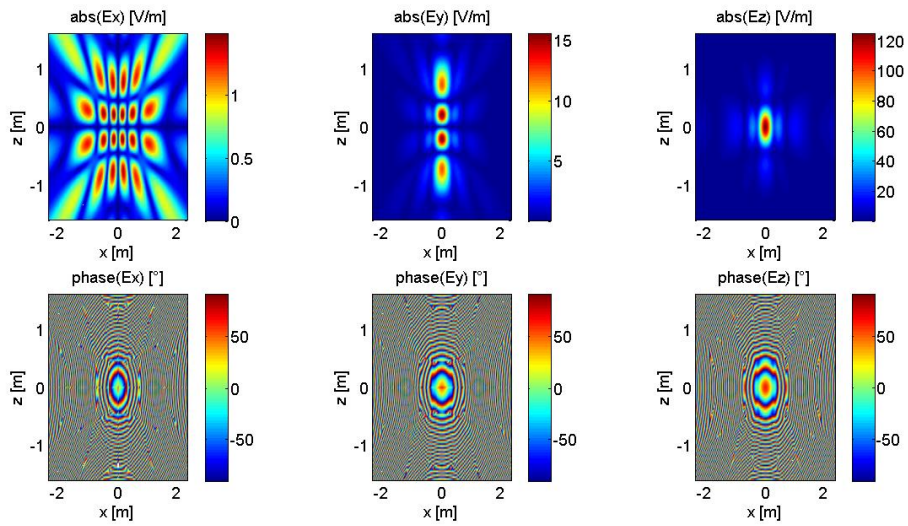 abs(Ex) [V/m] abs(Ey) [V/m] abs(Ez) [V/m]
1 1 1
0 0 0
-1 -1 -1
z [m] z [m] z [m]
-2 0 2 -2 0 2 -2 0 2
x [m] x [m] x [m]
1 0.5 0
15 10 5
120 100 80 60 40 20
phase(Ex) [°] phase(Ey) [°] phase(Ez) [°]
1 1 1
0 0 0
-1 -1 -1
z [m] z [m] z [m]
-2 0 2 -2 0 2 -2 0 2
x [m] x [m] x [m]
50 0 -50
50 0 -50
50 0 -50